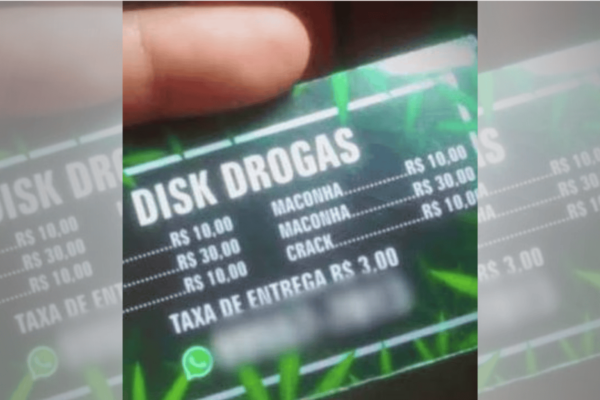 DISK DROGAS
MACONHA....................R$ 10,00
MACONHA....................R$ 30,00
CRACK....................R$ 10,00
....................R$ 10,00
....................R$ 30,00
....................R$ 10,00
TAXA DE ENTREGA R$ 3,00